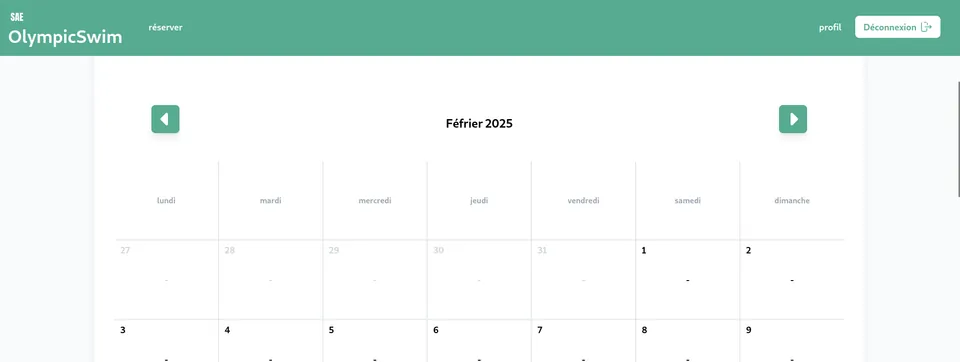 SAE
OlympicSwim
réserver
profil
Déconnexion
Féfrier 2025
lundi mardi mercredi jeudi vendredi samedi dimanche
27 28 29 30 31 1 2
- - - - - - -
3 4 5 6 7 8 9
- - - - - - -